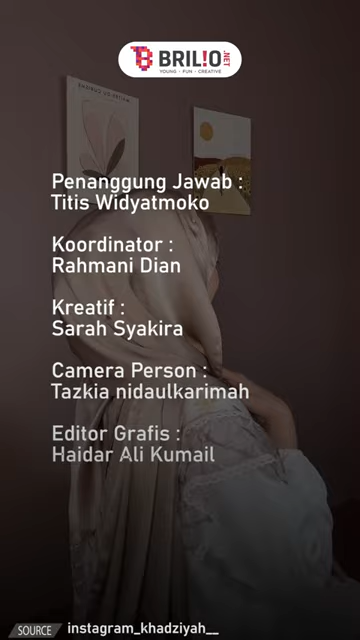 BRIL!O.NET
YOUNG • FUN • CREATIVE
Penanggung Jawab :
Titis Widyatmoko
Koordinator :
Rahmani Dian
Kreatif :
Sarah Syakira
Camera Person :
Tazkia nidaulkarimah
Editor Grafis :
Haidar Ali Kumail
SOURCE instagram_khadziyah__